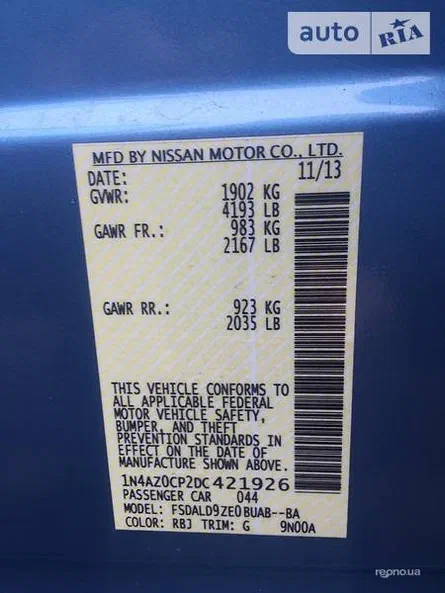 auto RIA
MFD BY NISSAN MOTOR CO., LTD.
DATE: 11/13
GVWR: 1902 KG
4193 LB
GAWR FR.: 983 KG
2167 LB
GAWR RR.: 923 KG
2035 LB
THIS VEHICLE CONFORMS TO
ALL APPLICABLE FEDERAL
MOTOR VEHICLE SAFETY,
BUMPER, AND THEFT
PREVENTION STANDARDS IN
EFFECT ON THE DATE OF
MANUFACTURE SHOWN ABOVE.
1N4AZ0CP2DC421926
PASSENGER CAR 044
MODEL: FSDALD9ZE0BUAB--BA
COLOR: RBJ TRIM: G 9N00A
repno.ua